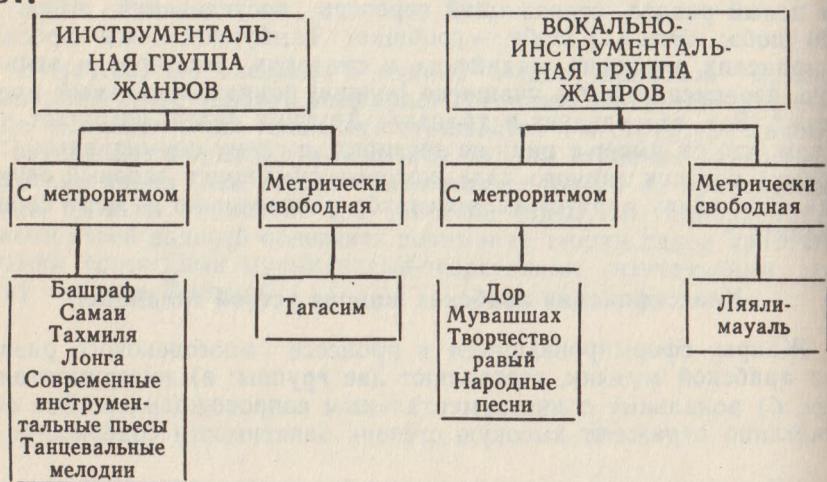 ИНСТРУМЕНТАЛЬ-
НАЯ ГРУППА
ЖАНРОВ
ВОКАЛЬНО-
ИНСТРУМЕНТАЛЬ-
НАЯ ГРУППА
ЖАНРОВ
С метроритмом
Метрически
свободная
С метроритмом
Метрически
свободная
Башраф
Самаи
Тахмиля
Лонга
Современные
инструмен-
тальные пьесы
Танцевальные
мелодии
Тагасим
Дор
Мувашшах
Творчество
Народные
песни
Ляяли-
мауаль